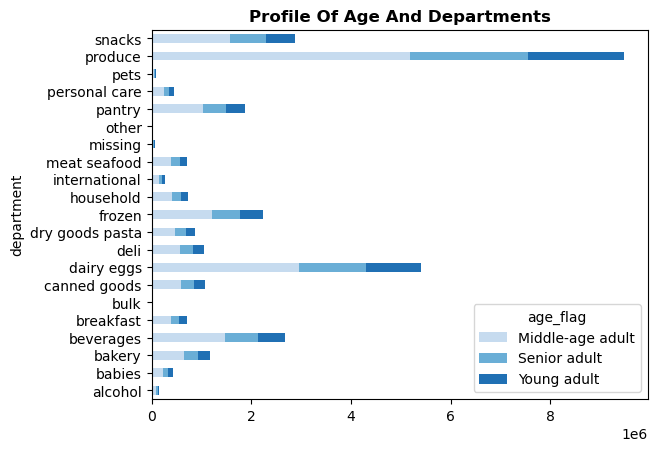 Profile Of Age And Departments
snacks
produce
pets
personal care
pantry
other
missing
meat seafood
international
household
frozen
dry goods pasta
deli
dairy eggs
canned goods
bulk
breakfast
beverages
bakery
babies
alcohol
department
age_flag
Middle-age adult
Senior adult
Young adult
0 2 4 6 8
1e6